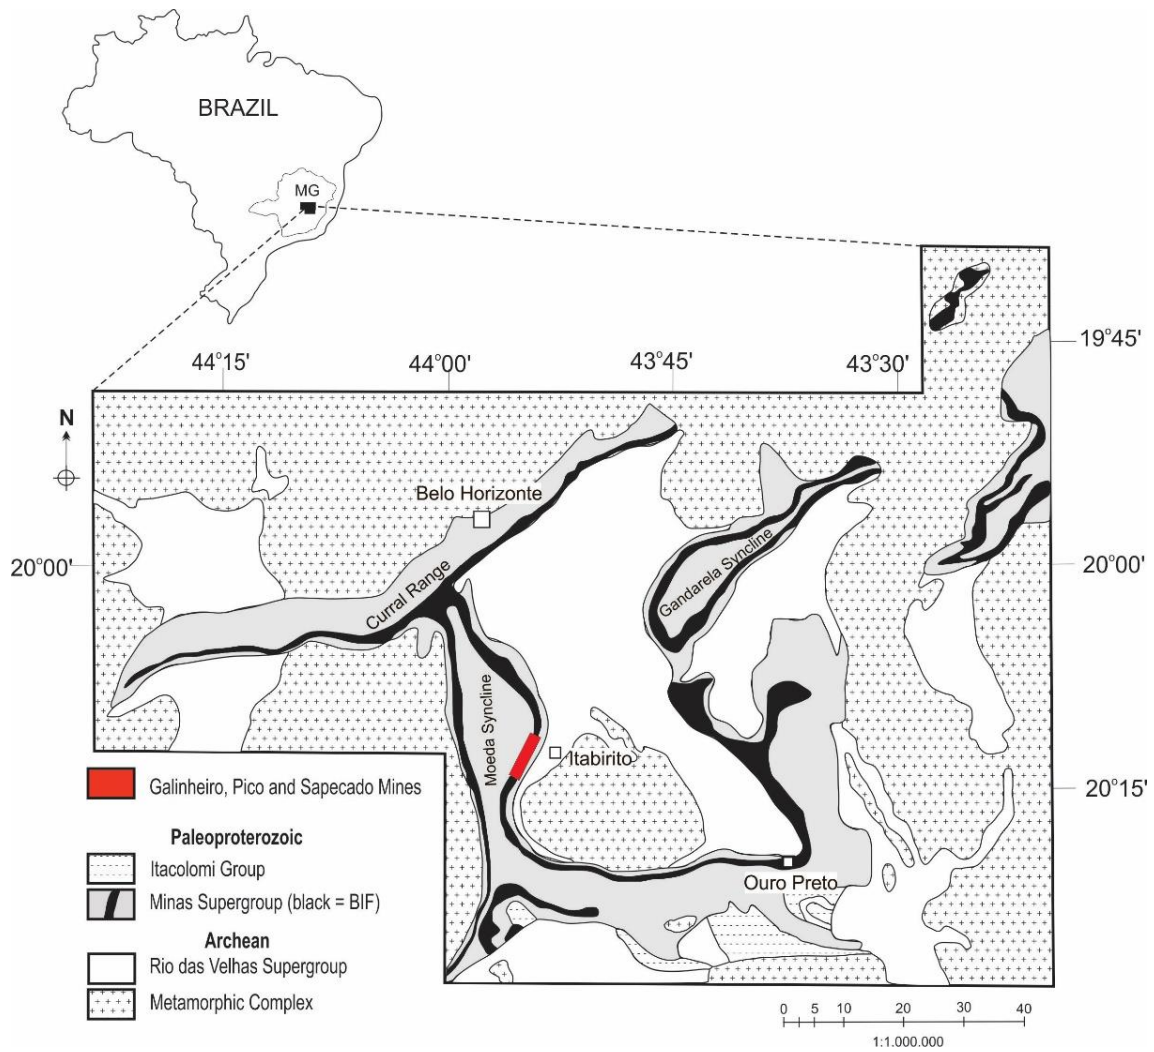 BRAZIL
MG
44°15'
44°00'
43°45'
43°30'
19°45'
N
Belo Horizonte
20°00'
Curral Range
Gandarela Syncline
20°00'
Moeda Syncline
Itabirito
Galinheiro, Pico and Sapecado Mines
20°15'
Paleoproterozoic
Itacolomi Group
Minas Supergroup (black = BIF)
Ouro Preto
Archean
Rio das Velhas Supergroup
Metamorphic Complex
0 5 10 20 30 40
1:1.000.000